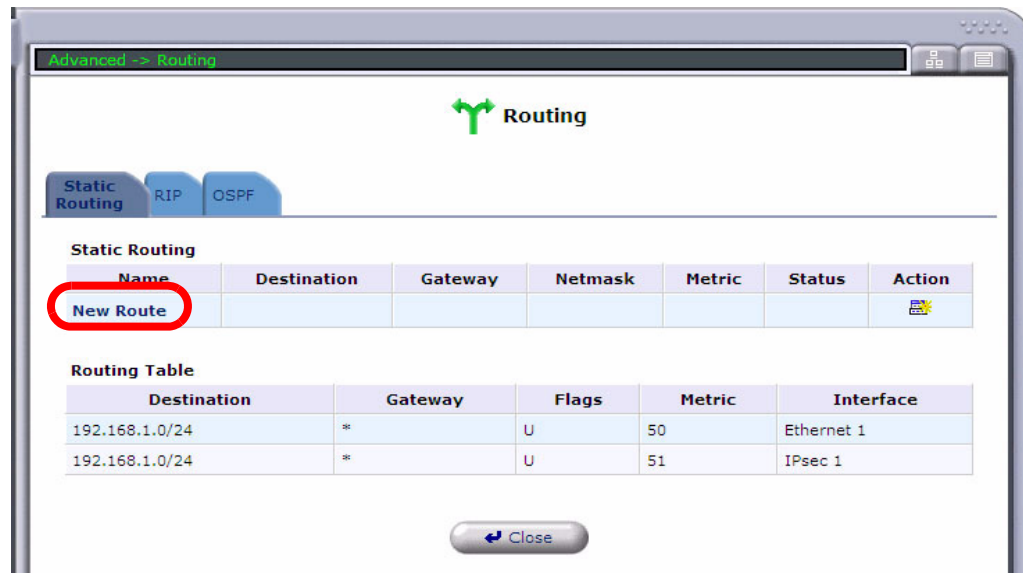 Advanced -> Routing
Routing
Static Routing
RIP
OSPF
Static Routing
Name Destination Gateway Netmask Metric Status Action
New Route
Routing Table
Destination Gateway Flags Metric Interface
192.168.1.0/24 * U 50 Ethernet 1
192.168.1.0/24 * U 51 IPsec 1
Close